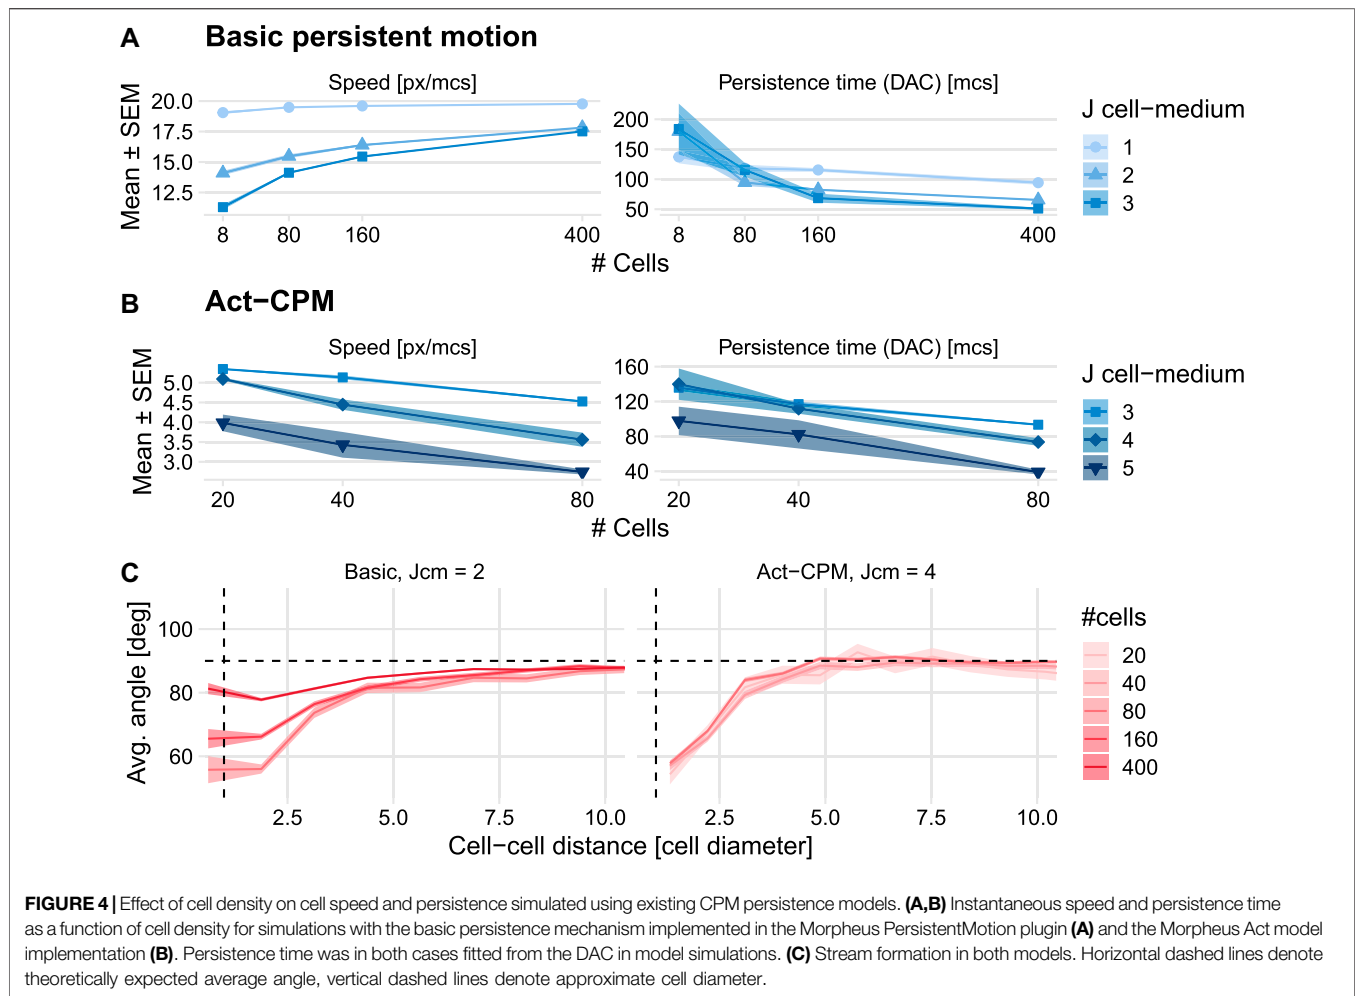 A Basic persistent motion
Speed [px/mcs]
Persistence time (DAC) [mcs]
Mean ± SEM
20.0
17.5
15.0
12.5
8 80 160 400
200
150
100
50
8 80 160 400
# Cells
J cell−medium
1
2
3
B Act−CPM
Speed [px/mcs]
Persistence time (DAC) [mcs]
Mean ± SEM
5.0
4.5
4.0
3.5
3.0
20 40 80
160
120
80
40
20 40 80
# Cells
J cell−medium
3
4
5
C
Basic, Jcm = 2
Act−CPM, Jcm = 4
Avg. angle [deg]
100
80
60
2.5 5.0 7.5 10.0
2.5 5.0 7.5 10.0
Cell−cell distance [cell diameter]
#cells
20
40
80
160
400
FIGURE 4 | Effect of cell density on cell speed and persistence simulated using existing CPM persistence models. (A,B) Instantaneous speed and persistence time
as a function of cell density for simulations with the basic persistence mechanism implemented in the Morpheus PersistentMotion plugin (A) and the Morpheus Act model
implementation (B). Persistence time was in both cases fitted from the DAC in model simulations. (C) Stream formation in both models. Horizontal dashed lines denote
theoretically expected average angle, vertical dashed lines denote approximate cell diameter.